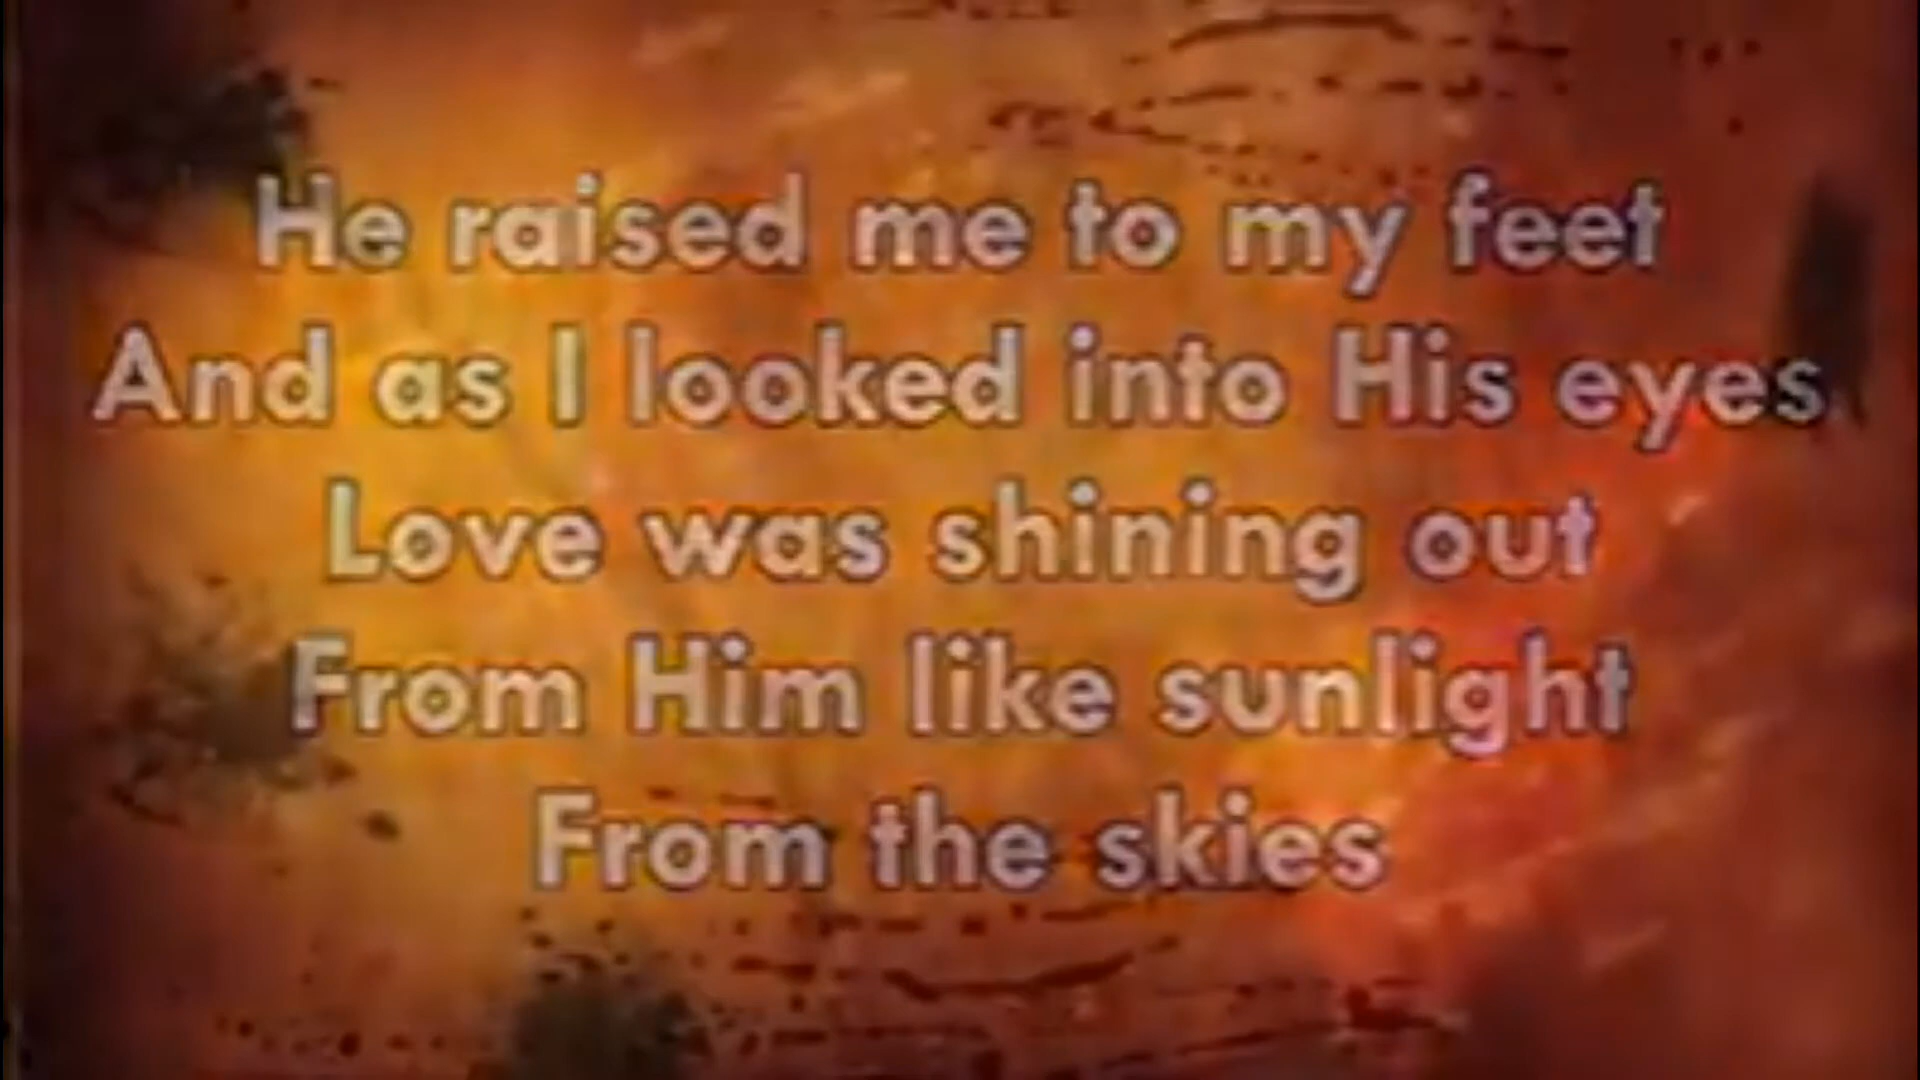 He raised me to my feet
And as I looked into His eyes
Love was shining out
From Him like sunlight
From the skies